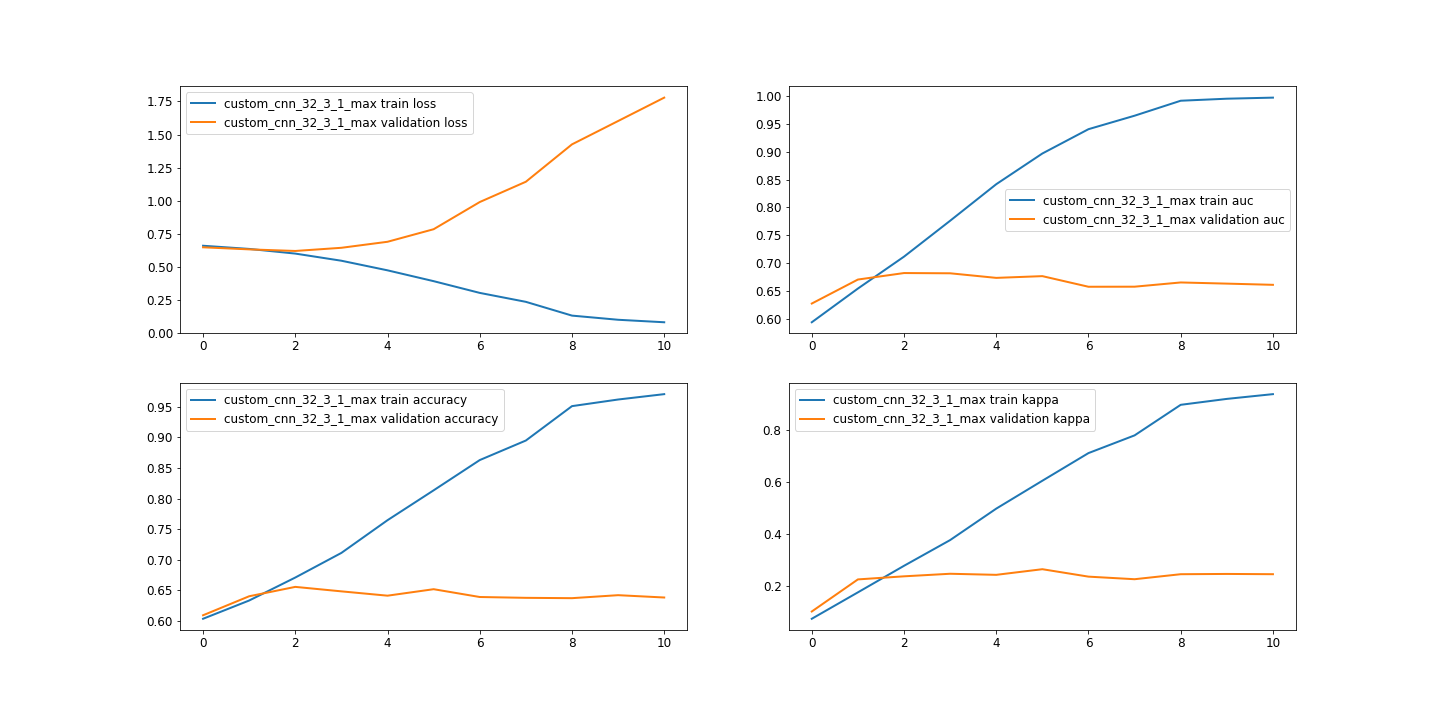 custom_cnn_32_3_1_max train loss
custom_cnn_32_3_1_max validation loss
1.75
1.50
1.25
1.00
0.75
0.50
0.25
0.00
0 2 4 6 8 10
custom_cnn_32_3_1_max train auc
custom_cnn_32_3_1_max validation auc
1.00
0.95
0.90
0.85
0.80
0.75
0.70
0.65
0.60
0 2 4 6 8 10
custom_cnn_32_3_1_max train accuracy
custom_cnn_32_3_1_max validation accuracy
0.95
0.90
0.85
0.80
0.75
0.70
0.65
0.60
0 2 4 6 8 10
custom_cnn_32_3_1_max train kappa
custom_cnn_32_3_1_max validation kappa
0.8
0.6
0.4
0.2
0 2 4 6 8 10